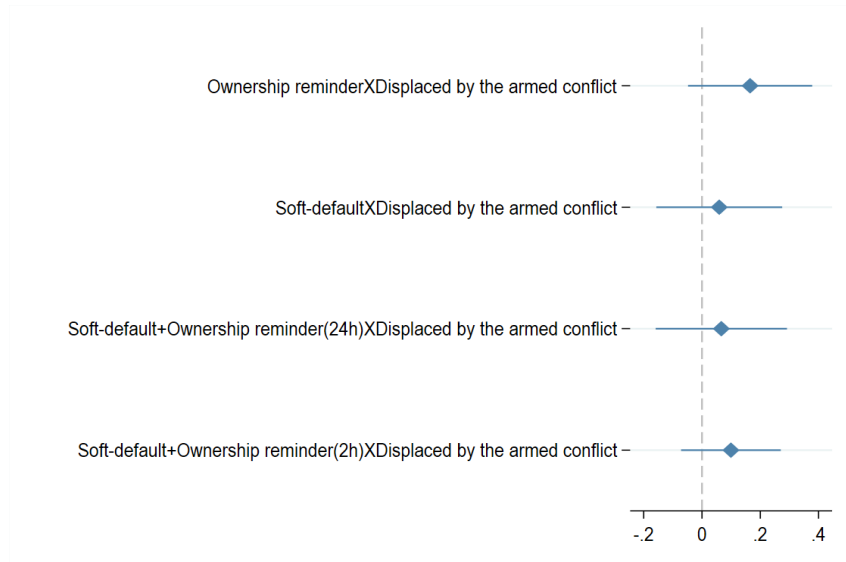 Ownership reminderXDisplaced by the armed conflict
Soft-defaultXDisplaced by the armed conflict
Soft-default+Ownership reminder(24h)XDisplaced by the armed conflict
Soft-default+Ownership reminder(2h)XDisplaced by the armed conflict
-.2 0 .2 .4